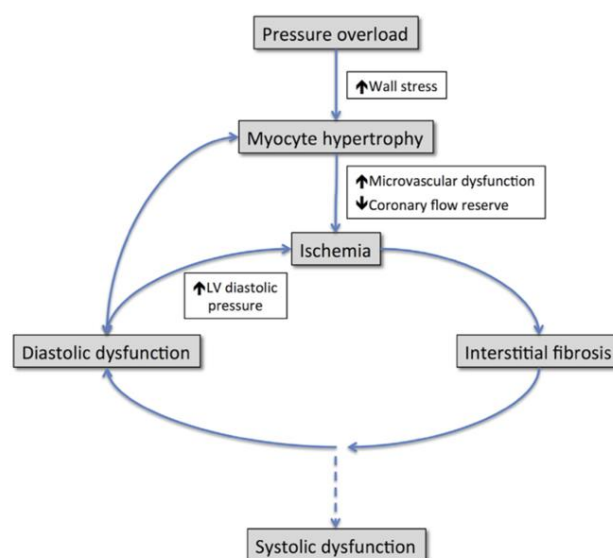 Pressure overload
↑Wall stress
Myocyte hypertrophy
↑Microvascular dysfunction
↓Coronary flow reserve
Ischemia
↑LV diastolic
pressure
Diastolic dysfunction
Interstitial fibrosis
Systolic dysfunction